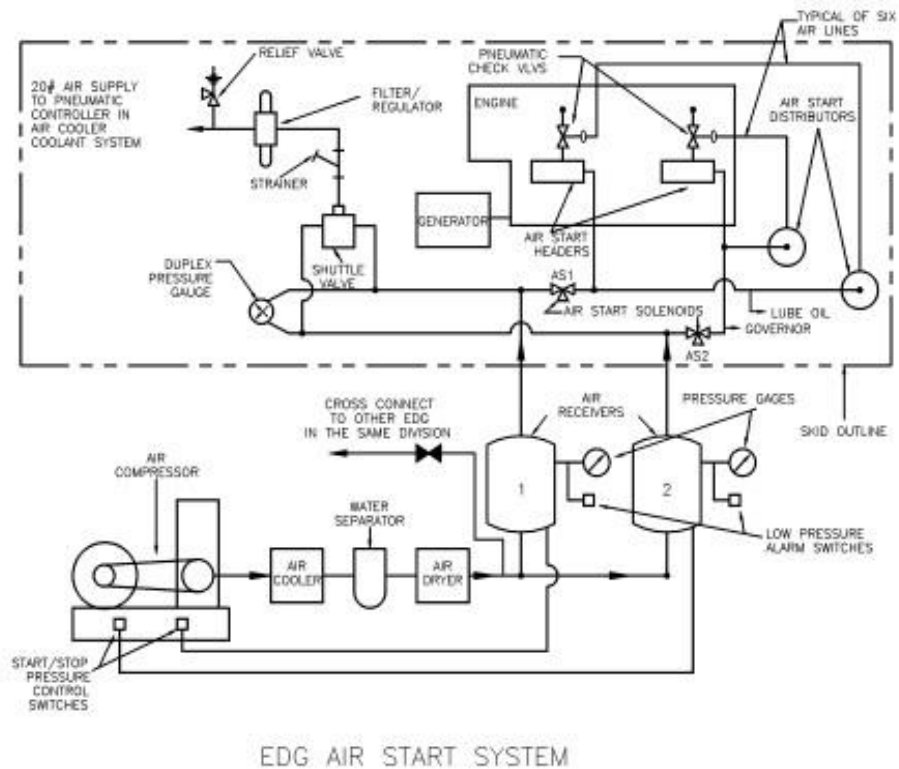 TYPICAL OF SIX
AIR LINES
RELIEF VALVE
PNEUMATIC
CHECK VLVS
20# AIR SUPPLY
TO PNEUMATIC
CONTROLLER IN
AIR COOLER
COOLANT SYSTEM
FILTER/
REGULATOR
ENGINE
AIR START
DISTRIBUTORS
STRAINER
GENERATOR
AIR START
HEADERS
SHUTTLE
VALVE
DUPLEX
PRESSURE
GAUGE
AS1
AIR START SOLENOIDS
LUBE OIL
GOVERNOR
AS2
CROSS CONNECT
TO OTHER EDG
IN THE SAME DIVISION
AIR
RECEIVERS
PRESSURE GAGES
SKID OUTLINE
AIR
COMPRESSOR
1
2
WATER
SEPARATOR
LOW PRESSURE
ALARM SWITCHES
AIR
COOLER
AIR
DRYER
START/STOP
PRESSURE
CONTROL
SWITCHES
EDG AIR START SYSTEM